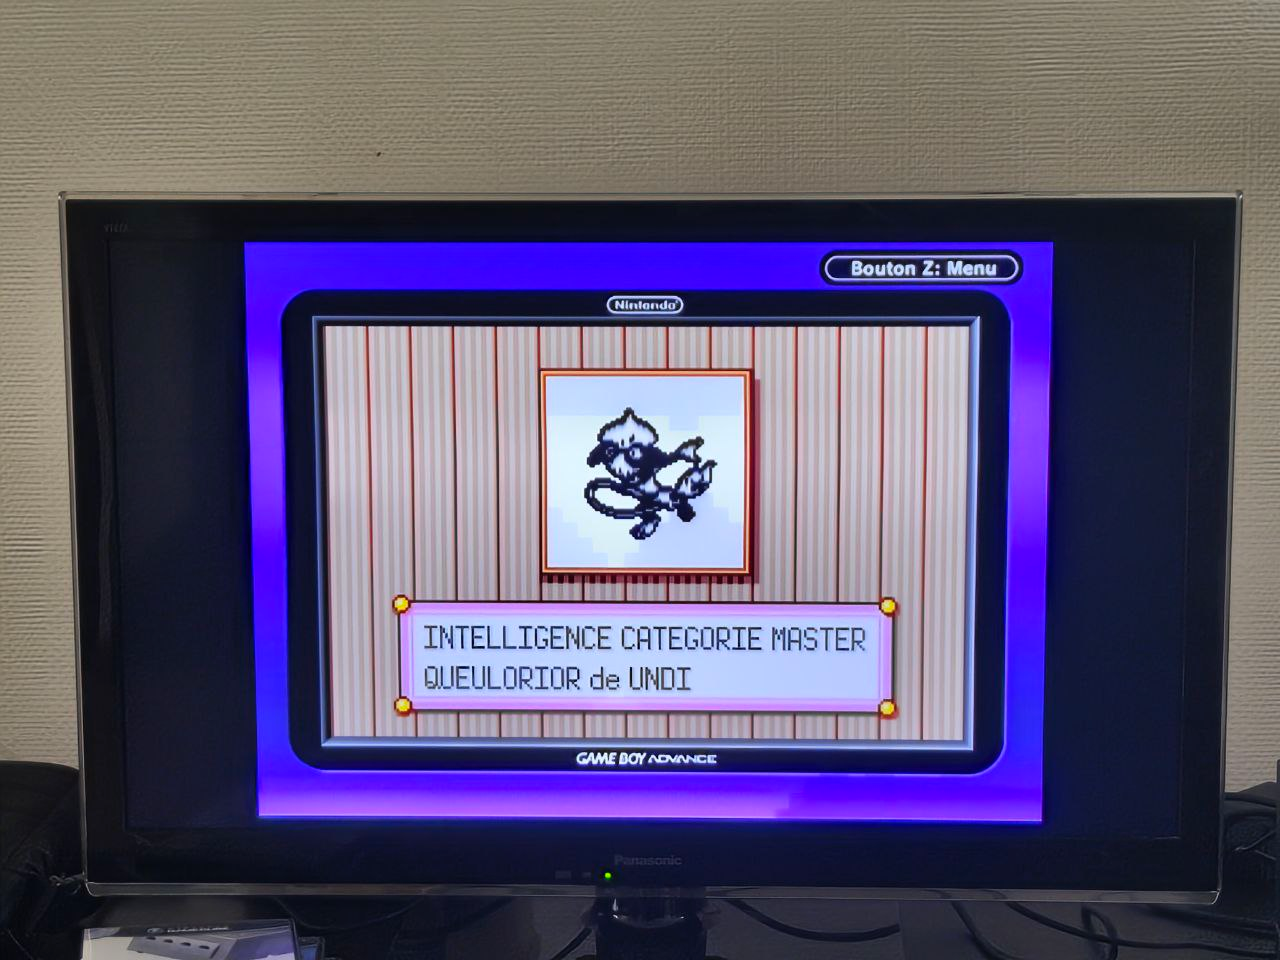 Bouton Z: Menu
Nintendo®
INTELLIGENCE CATEGORIE MASTER
QUEULORIOR de UNDI
GAME BOY ADVANCE
Panasonic